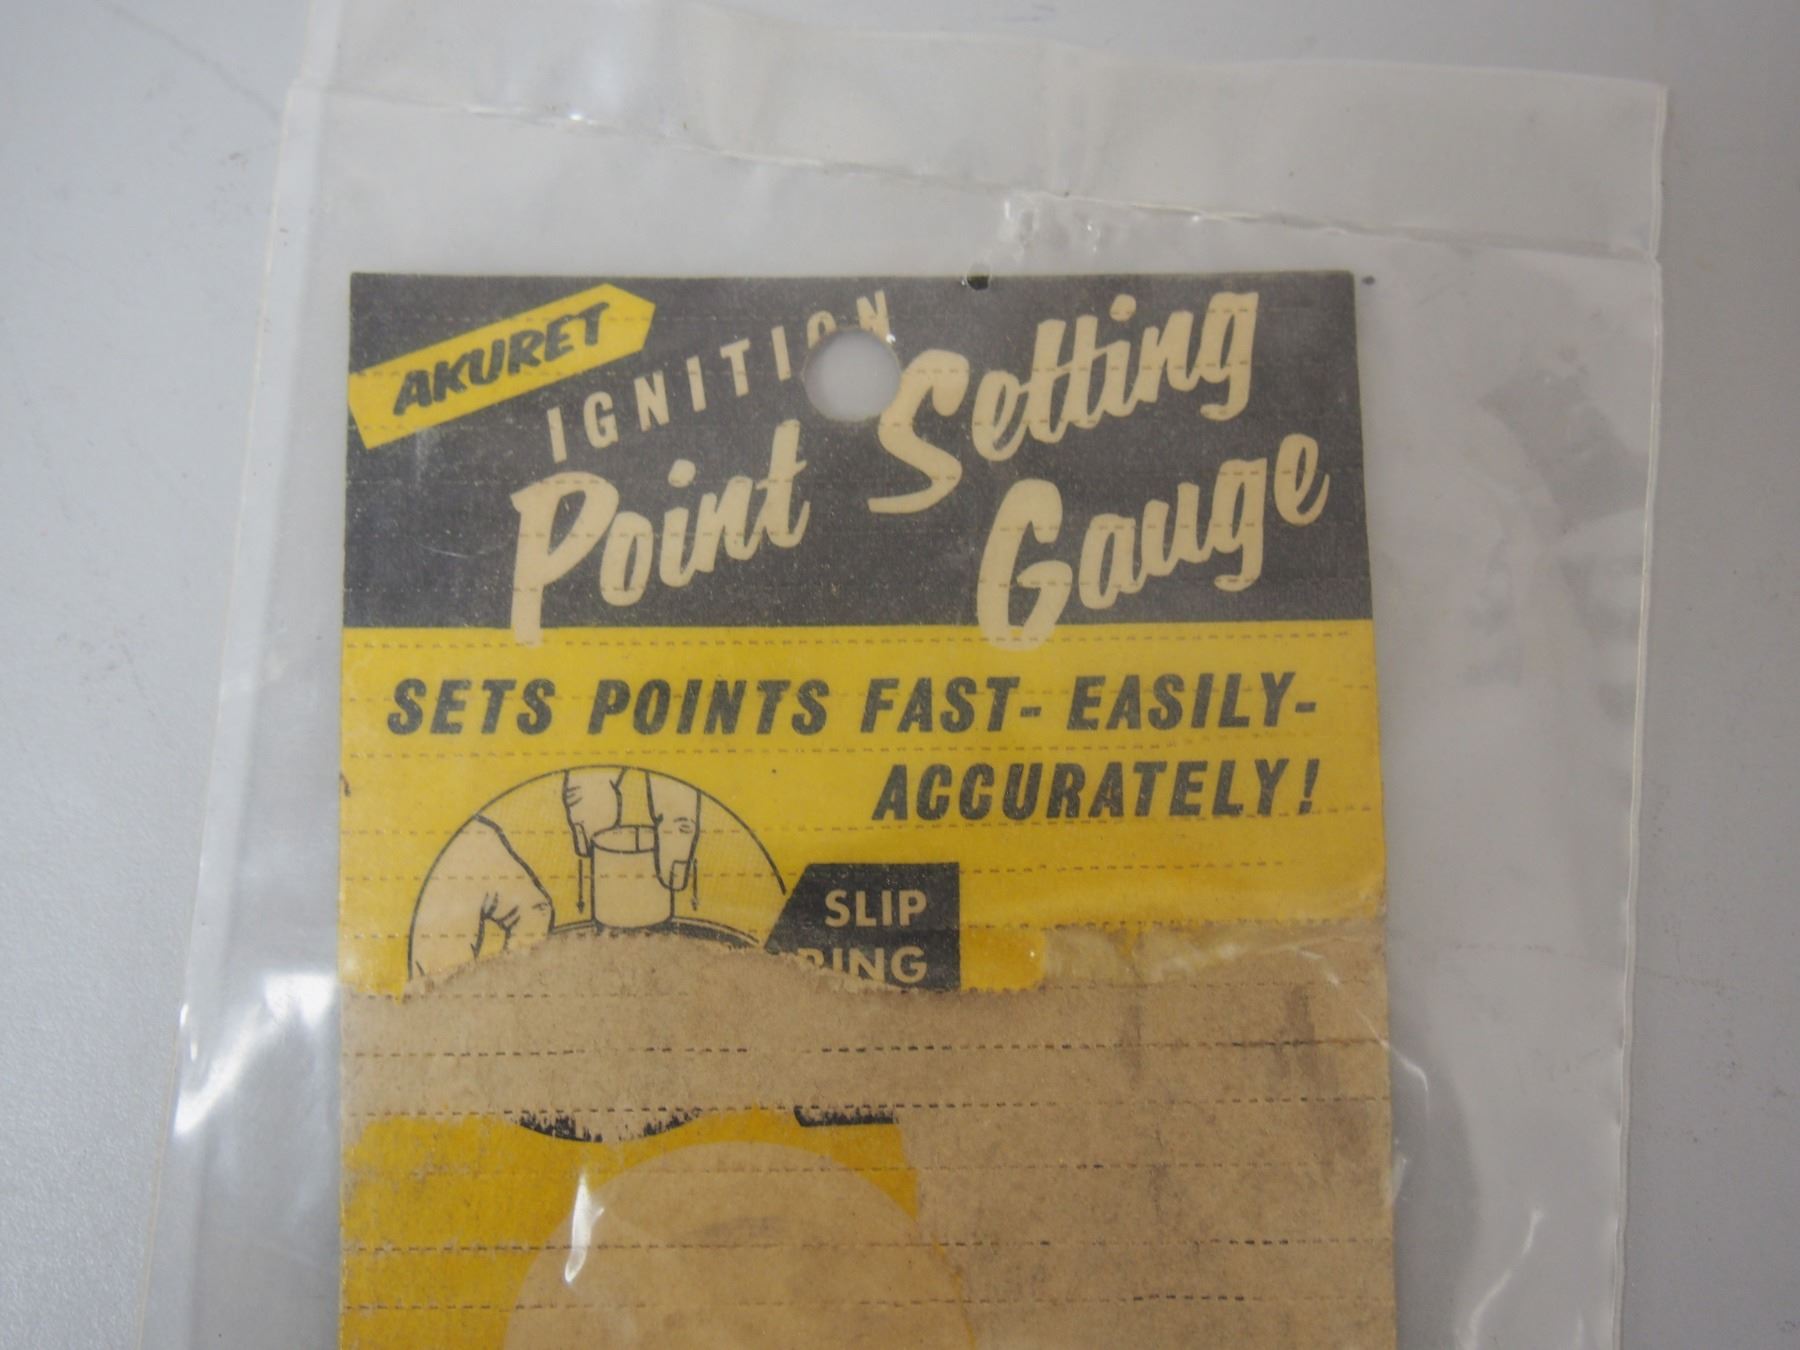 AKURET
IGNITION
Point Setting
Gauge
SETS POINTS FAST- EASILY-
ACCURATELY!
SLIP
RING